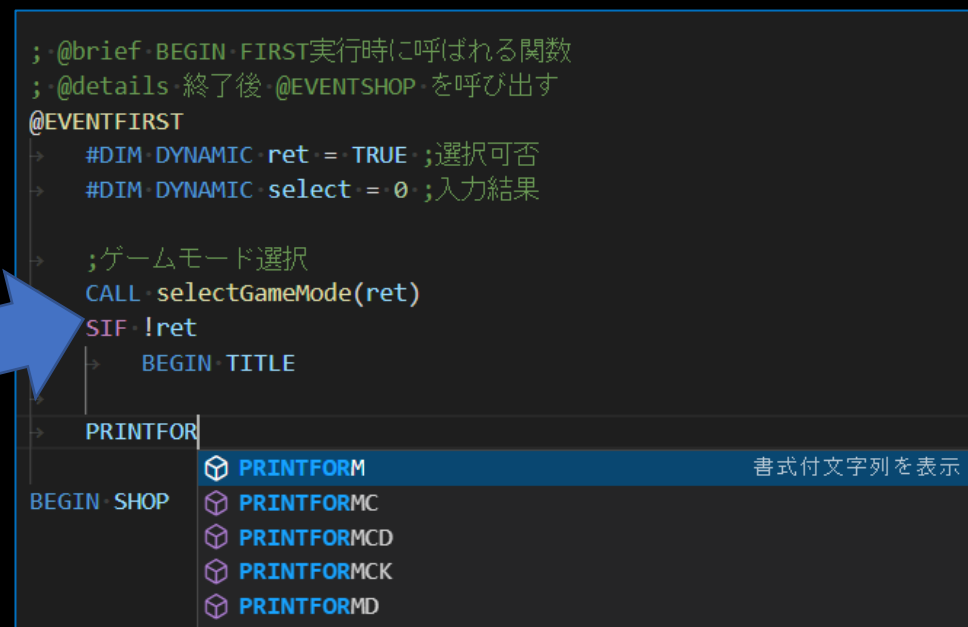 ; @brief BEGIN FIRST実行時に呼ばれる関数
; @details 終了後 @EVENTSHOP を呼び出す
@EVENTFIRST
#DIM DYNAMIC ret = TRUE ;選択可否
#DIM DYNAMIC select = 0 ;入力結果
;ゲームモード選択
CALL selectGameMode(ret)
SIF !ret
BEGIN TITLE
PRINTFOR
PRINTFORM 書式付文字列を表示
BEGIN SHOP PRINTFORMC
PRINTFORMCD
PRINTFORMCK
PRINTFORMD